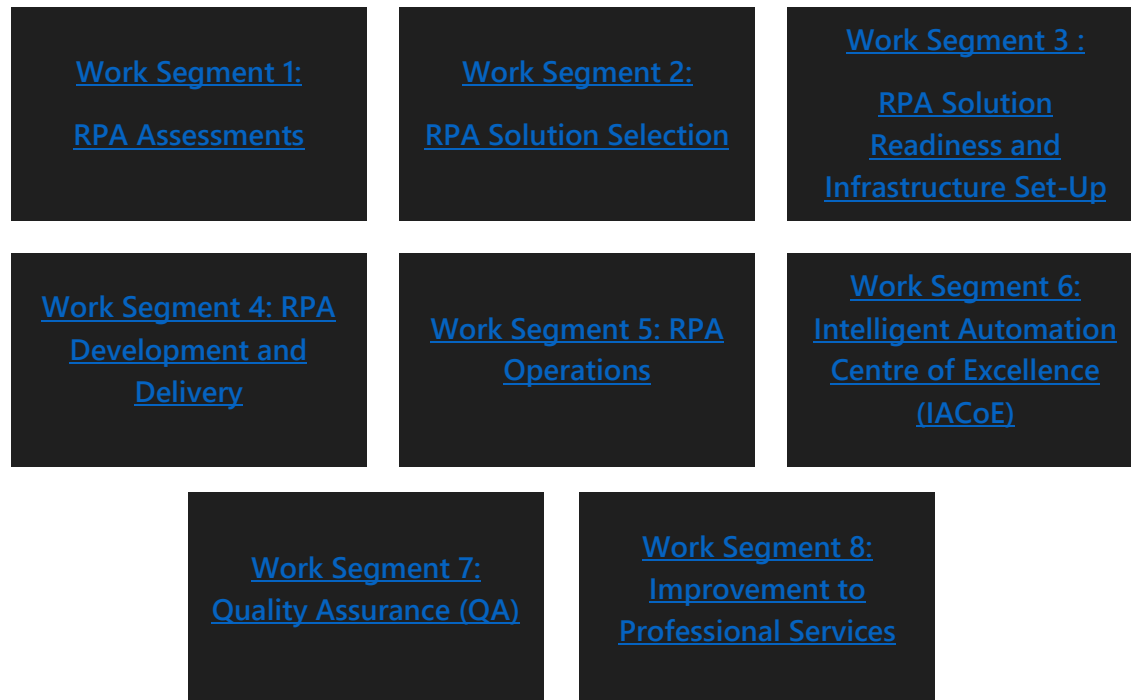 Work Segment 1:
RPA Assessments
Work Segment 2:
RPA Solution Selection
Work Segment 3 :
RPA Solution
Readiness and
Infrastructure Set-Up
Work Segment 4: RPA
Development and
Delivery
Work Segment 5: RPA
Operations
Work Segment 6:
Intelligent Automation
Centre of Excellence
(IACoE)
Work Segment 7:
Quality Assurance (QA)
Work Segment 8:
Improvement to
Professional Services